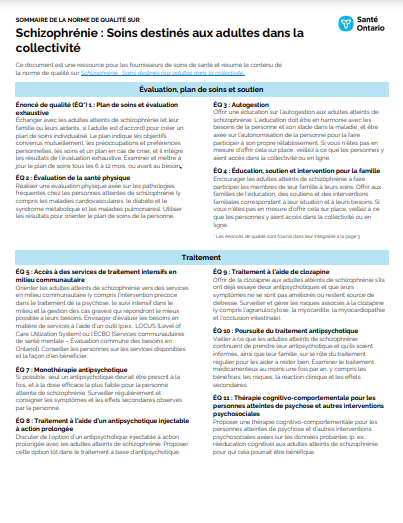 SOMMAIRE DE LA NORME DE QUALITÉ SUR
Schizophrénie : Soins destinés aux adultes dans la
collectivité
Santé
Ontario
Ce document est une ressource pour les fournisseurs de soins de santé et résume le contenu de
la norme de qualité sur Schizophrénie : Soins destinés aux adultes dans la collectivité.
Évaluation, plan de soins et soutien
Énoncé de qualité (ÉQ*) 1 : Plan de soins et évaluation
exhaustive
Échanger avec les adultes atteints de schizophrénie (et leur
famille ou leurs aidants, si l'adulte est d'accord) pour créer un
plan de soins individualisé. Le plan indique les objectifs
convenus mutuellement, les préoccupations et préférences
personnelles, les soins et un plan en cas de crise, et il intègre
les résultats de l'évaluation exhaustive. Examiner et mettre à
jour le plan de soins tous les 6 à 12 mois, ou avant au besoin.
ÉQ 2 : Évaluation de la santé physique
Réaliser une évaluation physique axée sur les pathologies
fréquentes chez les personnes atteintes de schizophrénie (y
compris les maladies cardiovasculaires, le diabète et le
syndrome métabolique et les maladies pulmonaires). Utiliser
les résultats pour orienter le plan de soins de la personne.
ÉQ 3 : Autogestion
Offrir une éducation sur l'autogestion aux adultes atteints de
schizophrénie. L'éducation doit être en harmonie avec les
besoins de la personne et son stade dans la maladie, et être
axée sur l'autonomisation de la personne pour la faire
participer à son propre rétablissement. Si vous n'êtes pas en
mesure d'offrir cela sur place, veillez à ce que les personnes y
aient accès dans la collectivité ou en ligne.
ÉQ 4 : Éducation, soutien et intervention pour la famille
Encourager les adultes atteints de schizophrénie à faire
participer les membres de leur famille à leurs soins. Offrir aux
familles de l'éducation, des soutiens et des interventions
familiales correspondant à leur situation et à leurs besoins. Si
vous n'êtes pas en mesure d'offrir cela sur place, veillez à ce
que les personnes y aient accès dans la collectivité ou en
ligne.
* Les énoncés de qualité sont fournis dans leur intégralité à la page 3.
Traitement
ÉQ 5 : Accès à des services de traitement intensifs en
milieu communautaire
Orienter les adultes atteints de schizophrénie vers des services
en milieu communautaire (y compris l'intervention précoce
dans le traitement de la psychose, le suivi intensif dans le
milieu et la gestion des cas graves) qui répondront le mieux
possible à leurs besoins. Envisager d'évaluer les besoins en
matière de services à l'aide d'un outil (p.ex., LOCUS [Level of
Care Utilization System] ou l'ECBO [Services communautaires
de santé mentale – Évaluation commune des besoins en
Ontario]). Conseiller les personnes sur les services disponibles
et la façon d'en bénéficier.
ÉQ 7 : Monothérapie antipsychotique
Si possible, seul un antipsychotique devrait être prescrit à la
fois, et à la dose efficace la plus faible pour la personne
atteinte de schizophrénie. Surveiller régulièrement et
consigner les symptômes et les effets secondaires observés
par la personne.
ÉQ 8 : Traitement à l'aide d'un antipsychotique injectable
à action prolongée
Discuter de l'option d'un antipsychotique injectable à action
prolongée avec les adultes atteints de schizophrénie. Proposer
cette option tôt dans le traitement à base d'antipsychotique.
ÉQ 9 : Traitement à l'aide de clozapine
Offrir de la clozapine aux adultes atteints de schizophrénie s'ils
ont déjà essayé deux antipsychotiques et que leurs
symptômes ne se sont pas améliorés ou restent source de
détresse. Surveiller et gérer les risques associés à la clozapine
(y compris l'agranulocytose, la myocardite, la myocardiopathie
et l'occlusion intestinale).
ÉQ 10 : Poursuite du traitement antipsychotique
Veiller à ce que les adultes atteints de schizophrénie
continuent de prendre leur antipsychotique et qu'ils soient
informés, ainsi que leur famille, sur le rôle du traitement
régulier pour les aider à rester bien. Examiner le traitement
médicamenteux au moins une fois par an, y compris les
bénéfices, les risques, la réaction clinique et les effets
secondaires.
ÉQ 11 : Thérapie cognitivo-comportementale pour les
personnes atteintes de psychose et autres interventions
psychosociales
Proposer une thérapie cognitivo-comportementale pour les
personnes atteintes de psychose et d'autres interventions
psychosociales axées sur les données probantes (p. ex.,
rééducation cognitive) aux adultes atteints de schizophrénie
pour qui cela pourrait être bénéfique.